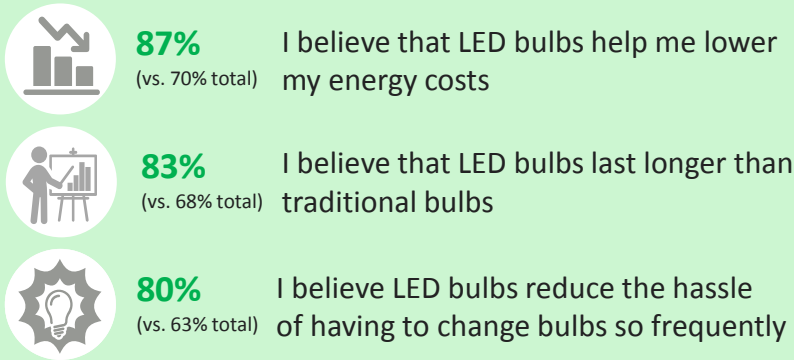 87%
(vs. 70% total)
I believe that LED bulbs help me lower
my energy costs
83%
(vs. 68% total)
I believe that LED bulbs last longer than
traditional bulbs
80%
(vs. 63% total)
I believe LED bulbs reduce the hassle
of having to change bulbs so frequently